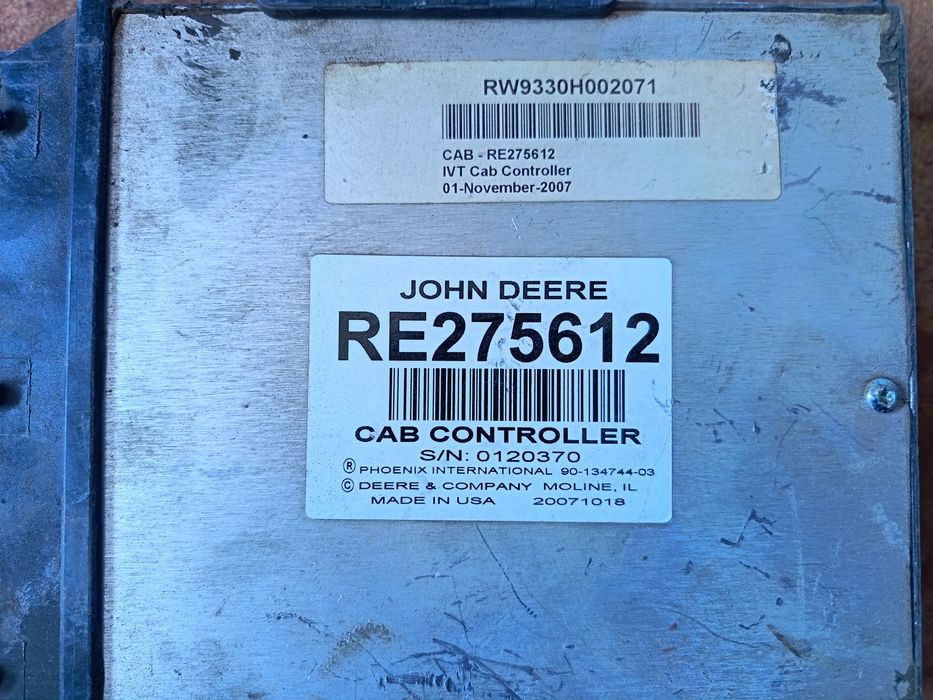 RW9330H002071
CAB - RE275612
IVT Cab Controller
01-November-2007
JOHN DEERE
RE275612
CAB CONTROLLER
S/N: 0120370
® PHOENIX INTERNATIONAL 90-134744-03
© DEERE & COMPANY MOLINE, IL
MADE IN USA 20071018